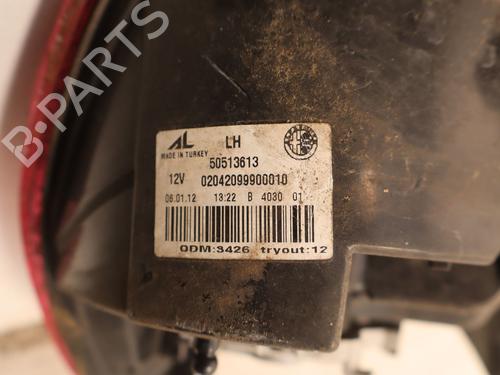 AL LH
MADE IN TURKEY 50513613
12V 02042099900010
06.01.12 13:22 B 4030 01
ODM:3426 tryout:12
B-PARTS